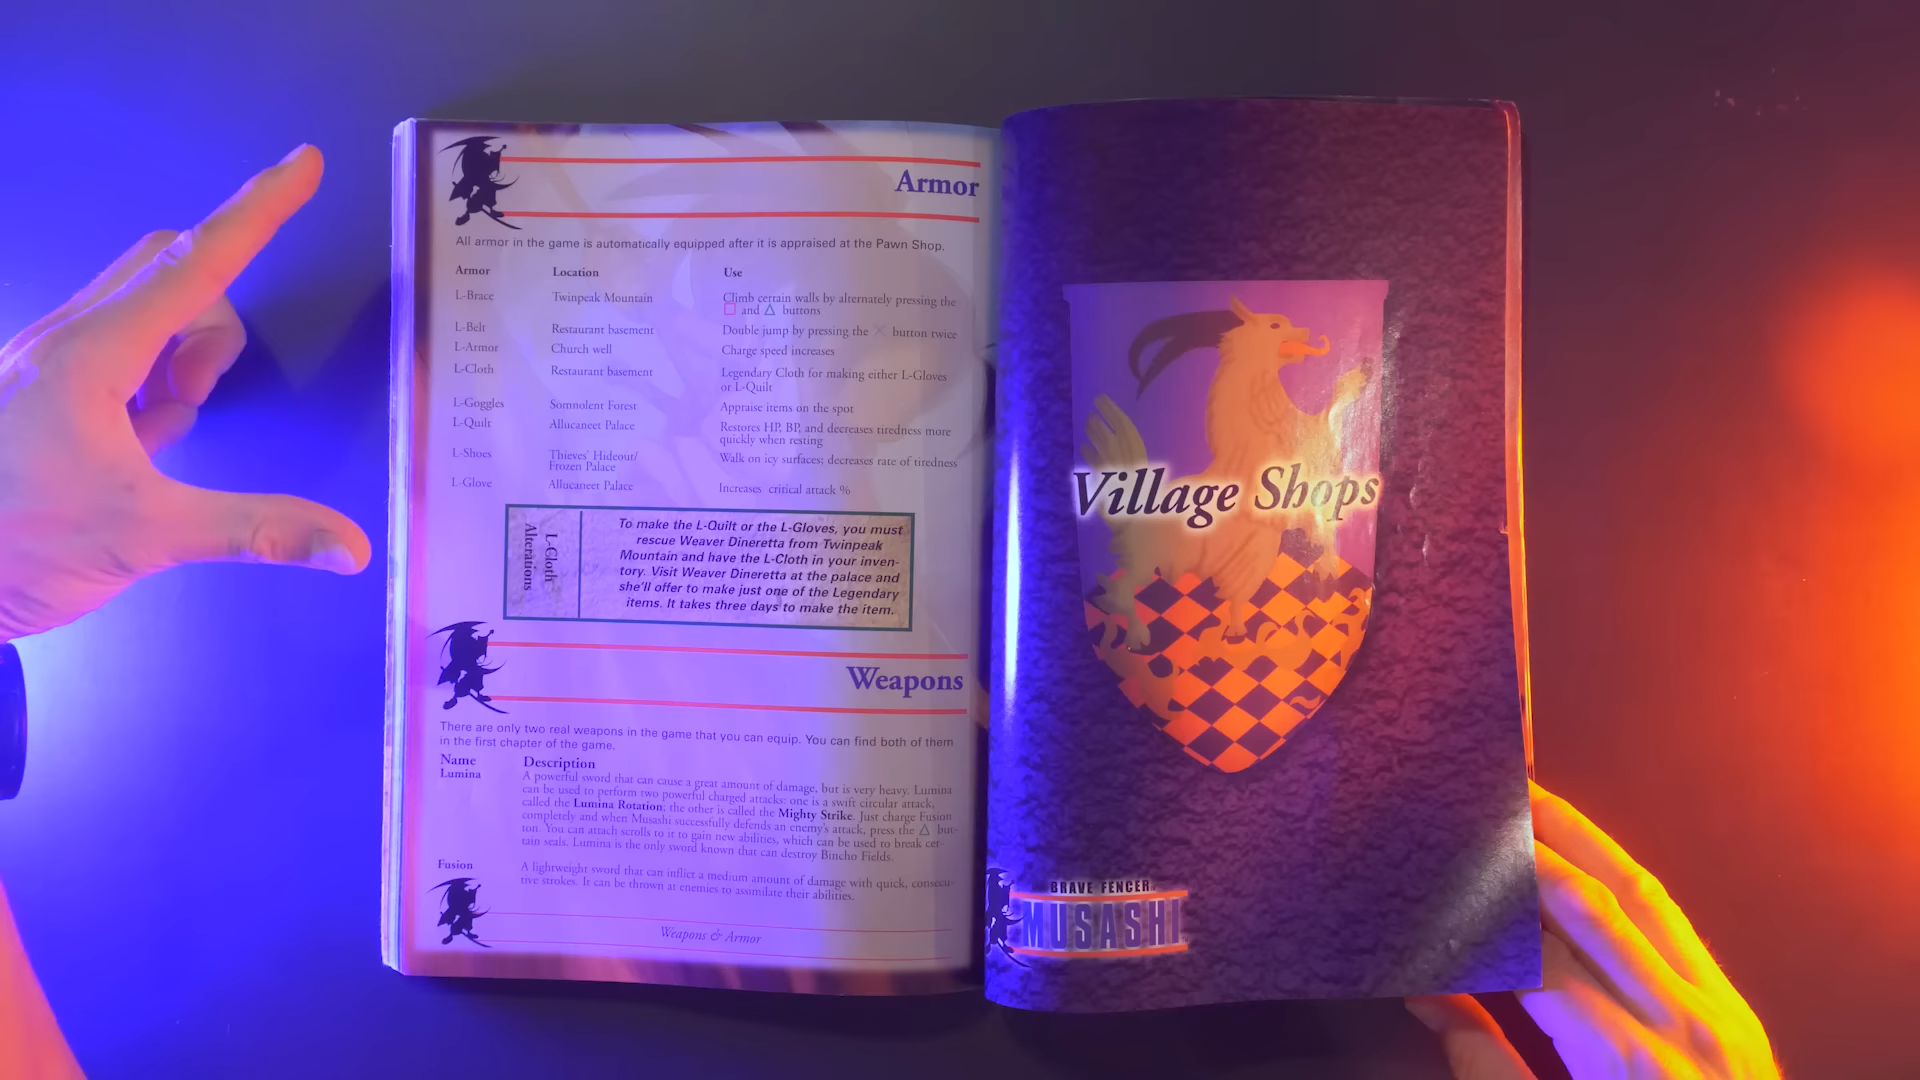 Armor
All armor in the game is automatically equipped after it is appraised at the Pawn Shop.
Armor Location Use
L-Brace Twinpeak Mountain Climb certain walls by alternately pressing the
□ and △ buttons
L-Belt Restaurant basement Double jump by pressing the ✕ button twice
L-Armor Church well Charge speed increases
L-Cloth Restaurant basement Legendary Cloth for making either L-Gloves
or L-Quilt
L-Goggles Somnolent Forest Appraise items on the spot
L-Quilt Allucaneet Palace Restores HP, BP, and decreases tiredness more
quickly when resting
L-Shoes Thieves' Hideout/ Walk on icy surfaces; decreases rate of tiredness
Frozen Palace
L-Glove Allucaneet Palace Increases critical attack %
L-Cloth
Alterations
To make the L-Quilt or the L-Gloves, you must
rescue Weaver Dineretta from Twinpeak
Mountain and have the L-Cloth in your inven-
tory. Visit Weaver Dineretta at the palace and
she'll offer to make just one of the Legendary
items. It takes three days to make the item.
Weapons
There are only two real weapons in the game that you can equip. You can find both of them
in the first chapter of the game.
Name Description
Lumina A powerful sword that can cause a great amount of damage, but is very heavy. Lumina
can be used to perform two powerful charged attacks: one is a swift circular attack,
called the Lumina Rotation; the other is called the Mighty Strike. Just charge Fusion
completely and when Musashi successfully defends an enemy's attack, press the △ but-
ton. You can attach scrolls to it to gain new abilities, which can be used to break cer-
tain seals. Lumina is the only sword known that can destroy Bincho Fields.
Fusion A lightweight sword that can inflict a medium amount of damage with quick, consecu-
tive strokes. It can be thrown at enemies to assimilate their abilities.
Weapons & Armor
Village Shops
BRAVE FENCER
MUSASHI